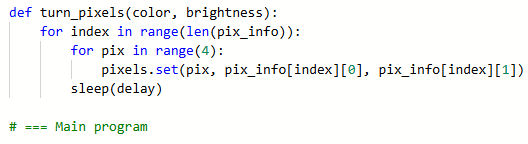 def turn_pixels(color, brightness):
    for index in range(len(pix_info)):
        for pix in range(4):
            pixels.set(pix, pix_info[index][0], pix_info[index][1])
        sleep(delay)

# === Main program